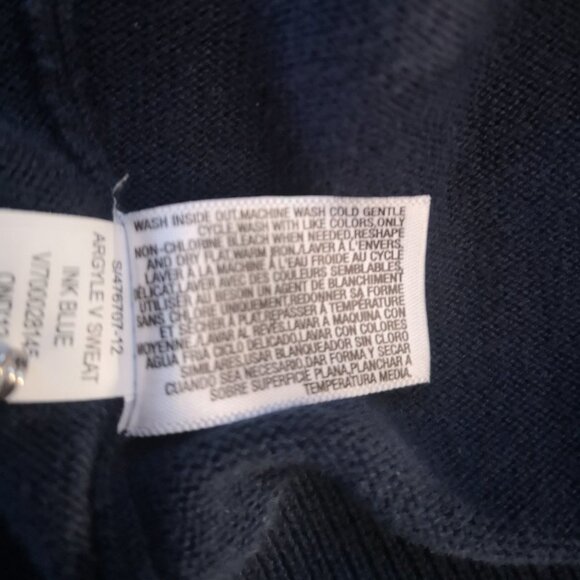 WASH INSIDE OUT.MACHINE WASH COLD GENTLE
CYCLE.WASH WITH LIKE COLORS,ONLY
NON-CHLORINE BLEACH WHEN NEEDED,RESHAPE
AND DRY FLAT.WARM IRON.LAVER À L'ENVERS.
LAVER À LA MACHINE À L'EAU FROIDE AU CYCLE
DÉLICAT.LAVER AVEC DES COULEURS SEMBLABLES.
UTILISER AU BESOIN UN AGENT DE BLANCHIMENT
SANS CHLORE UNIQUEMENT.REDONNER SA FORME
ET SÉCHER À PLAT.REPASSER À TEMPÉRATURE
MOYENNE./LAVAR AL REVÉS.LAVAR A MAQUINA CON
AGUA FRIA CICLO DELICADO.LAVAR CON COLORES
SIMILARES.USAR BLANQUEADOR SIN CLORO
CUANDO SEA NECESARIO.DAR FORMA Y SECAR
SOBRE SUPERFICIE PLANA.PLANCHAR A
TEMPERATURA MEDIA.
S/476707-12
ARGYLE V SWEAT
INK BLUE